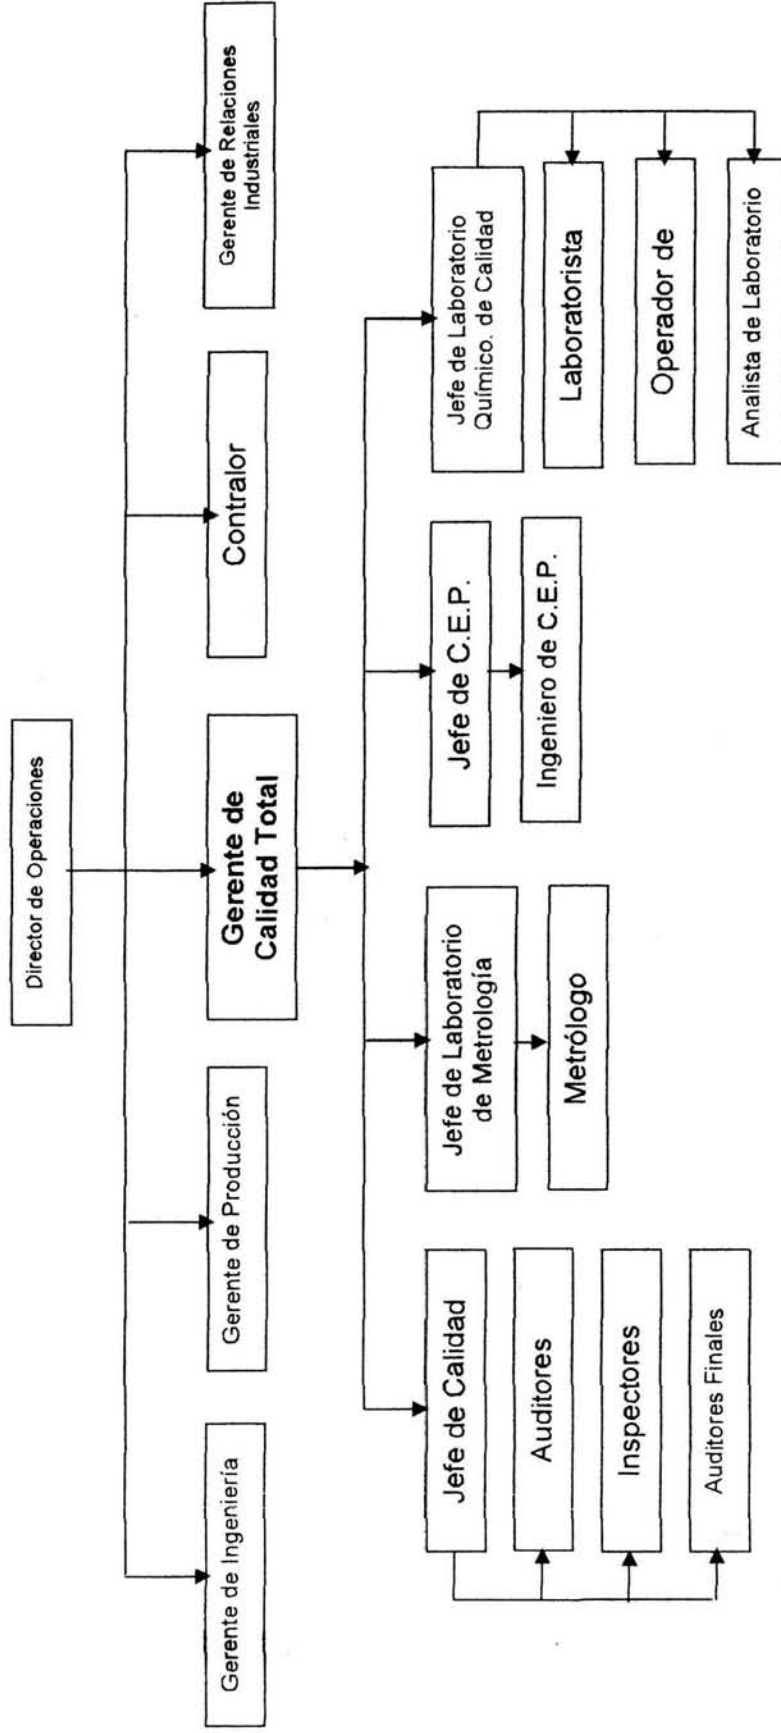 Director de Operaciones
Gerente de Ingeniería
Gerente de Producción
Gerente de
Calidad Total
Contralor
Gerente de Relaciones
Industriales
Jefe de Calidad
Auditores
Inspectores
Auditores Finales
Jefe de Laboratorio
de Metrología
Metrólogo
Jefe de C.E.P.
Ingeniero de C.E.P.
Jefe de Laboratorio
Químico. de Calidad
Laboratorista
Operador de
Analista de Laboratorio